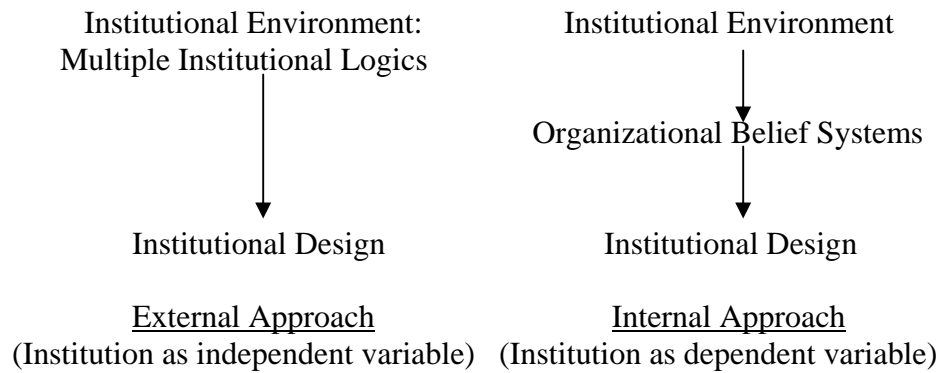 Institutional Environment:
Multiple Institutional Logics
Institutional Design
External Approach
(Institution as independent variable)
Institutional Environment
Organizational Belief Systems
Institutional Design
Internal Approach
(Institution as dependent variable)